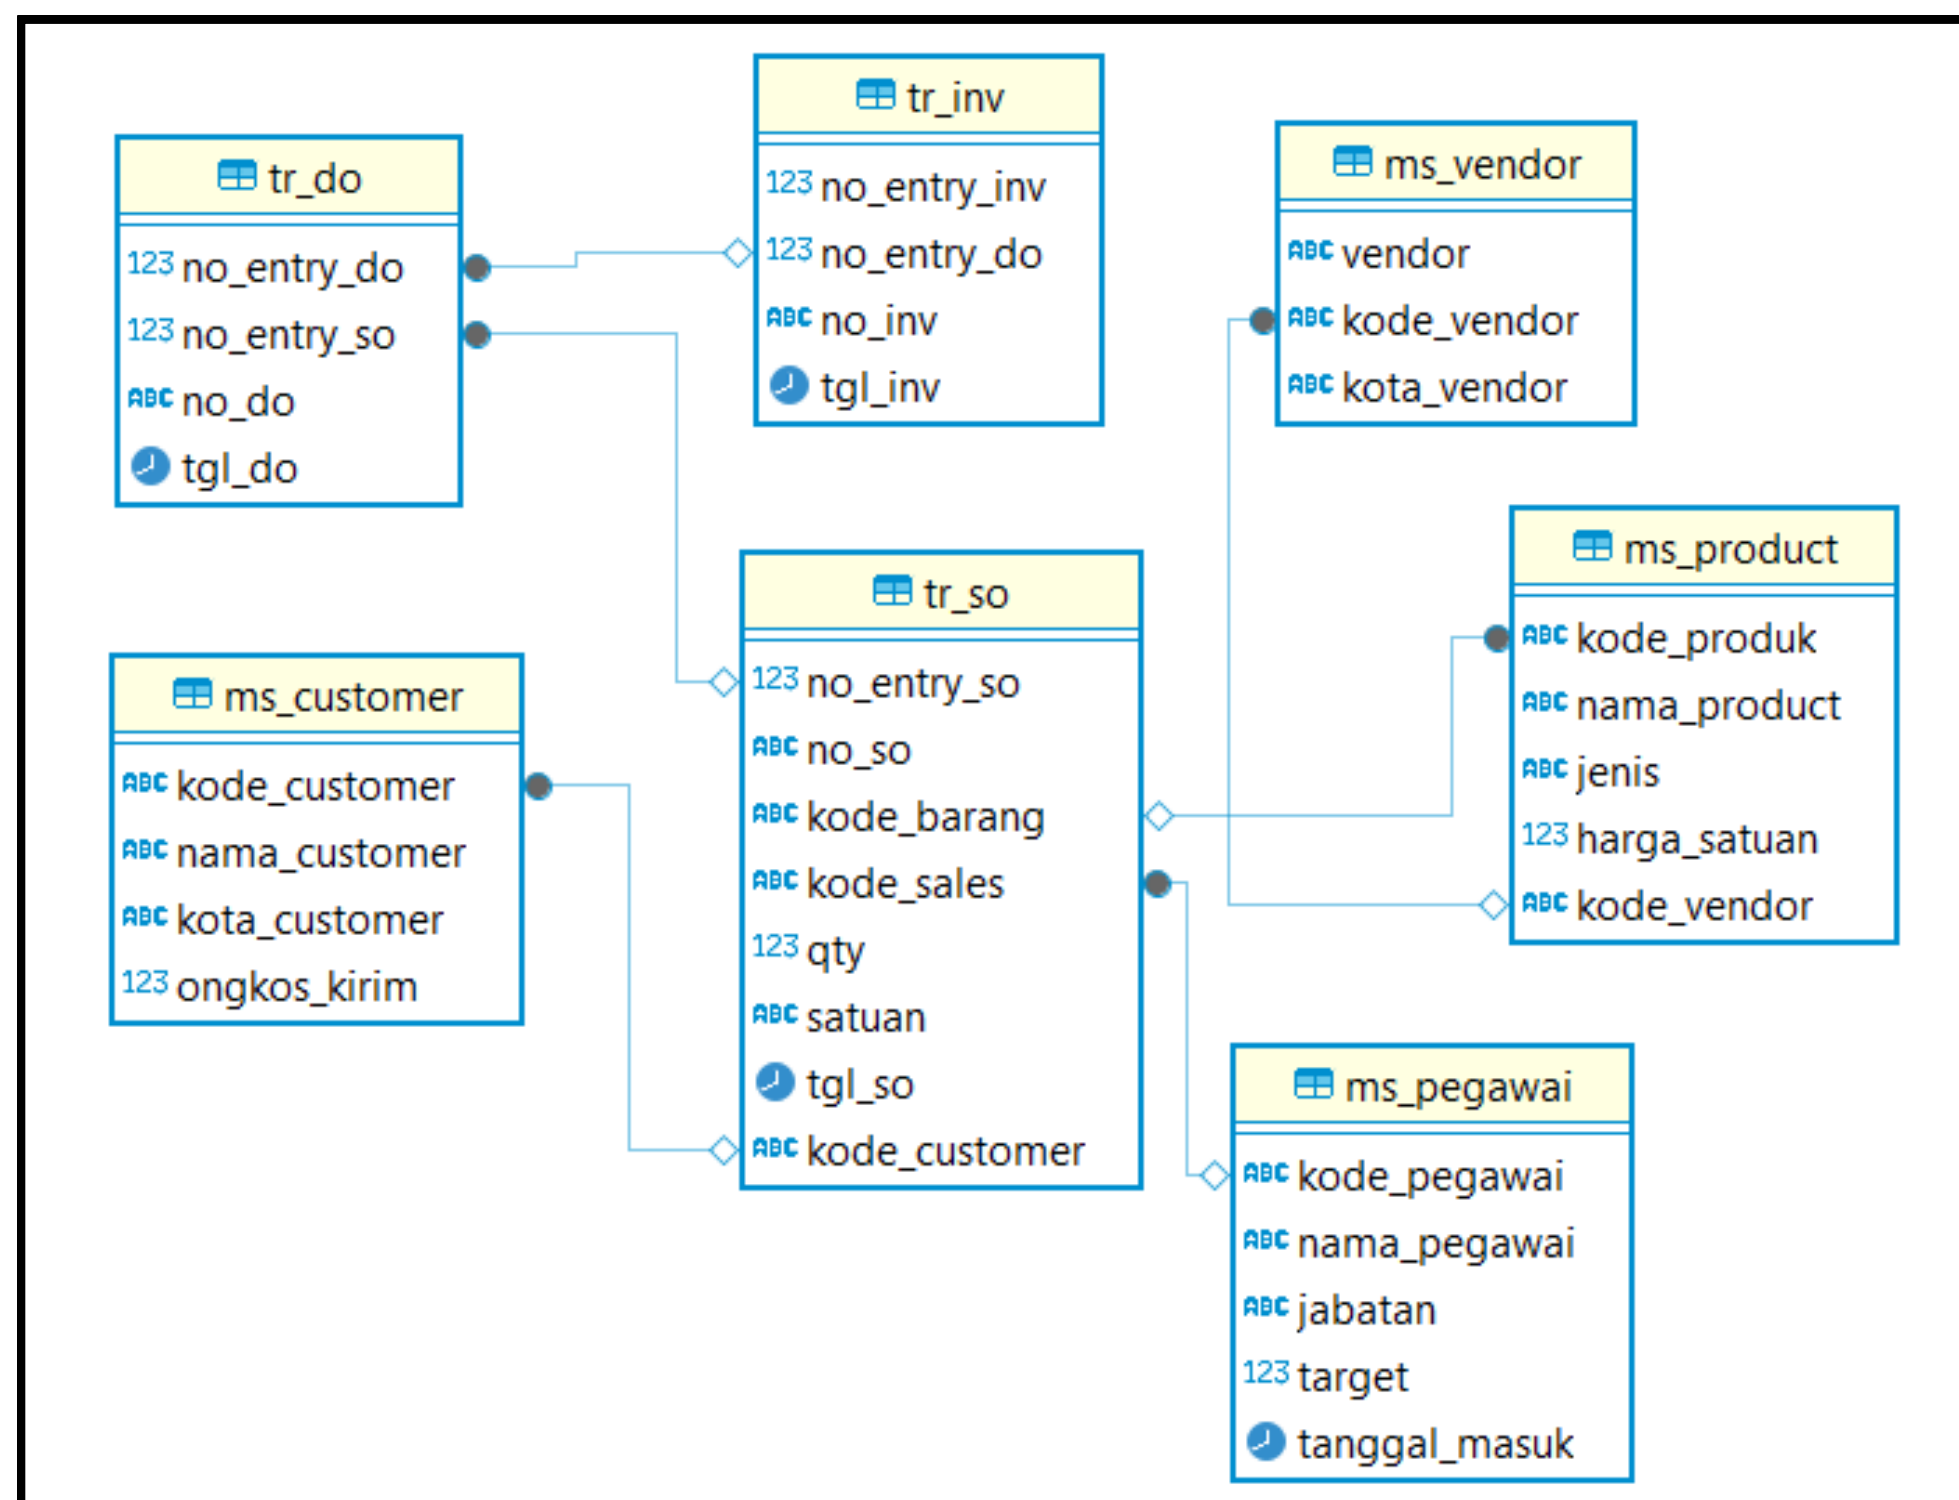 tr_do
123 no_entry_do
123 no_entry_so
ABC no_do
tgl_do
tr_inv
123 no_entry_inv
123 no_entry_do
ABC no_inv
tgl_inv
ms_vendor
ABC vendor
ABC kode_vendor
ABC kota_vendor
ms_customer
ABC kode_customer
ABC nama_customer
ABC kota_customer
123 ongkos_kirim
tr_so
123 no_entry_so
ABC no_so
ABC kode_barang
ABC kode_sales
123 qty
ABC satuan
tgl_so
ABC kode_customer
ms_product
ABC kode_produk
ABC nama_product
ABC jenis
123 harga_satuan
ABC kode_vendor
ms_pegawai
ABC kode_pegawai
ABC nama_pegawai
ABC jabatan
123 target
tanggal_masuk